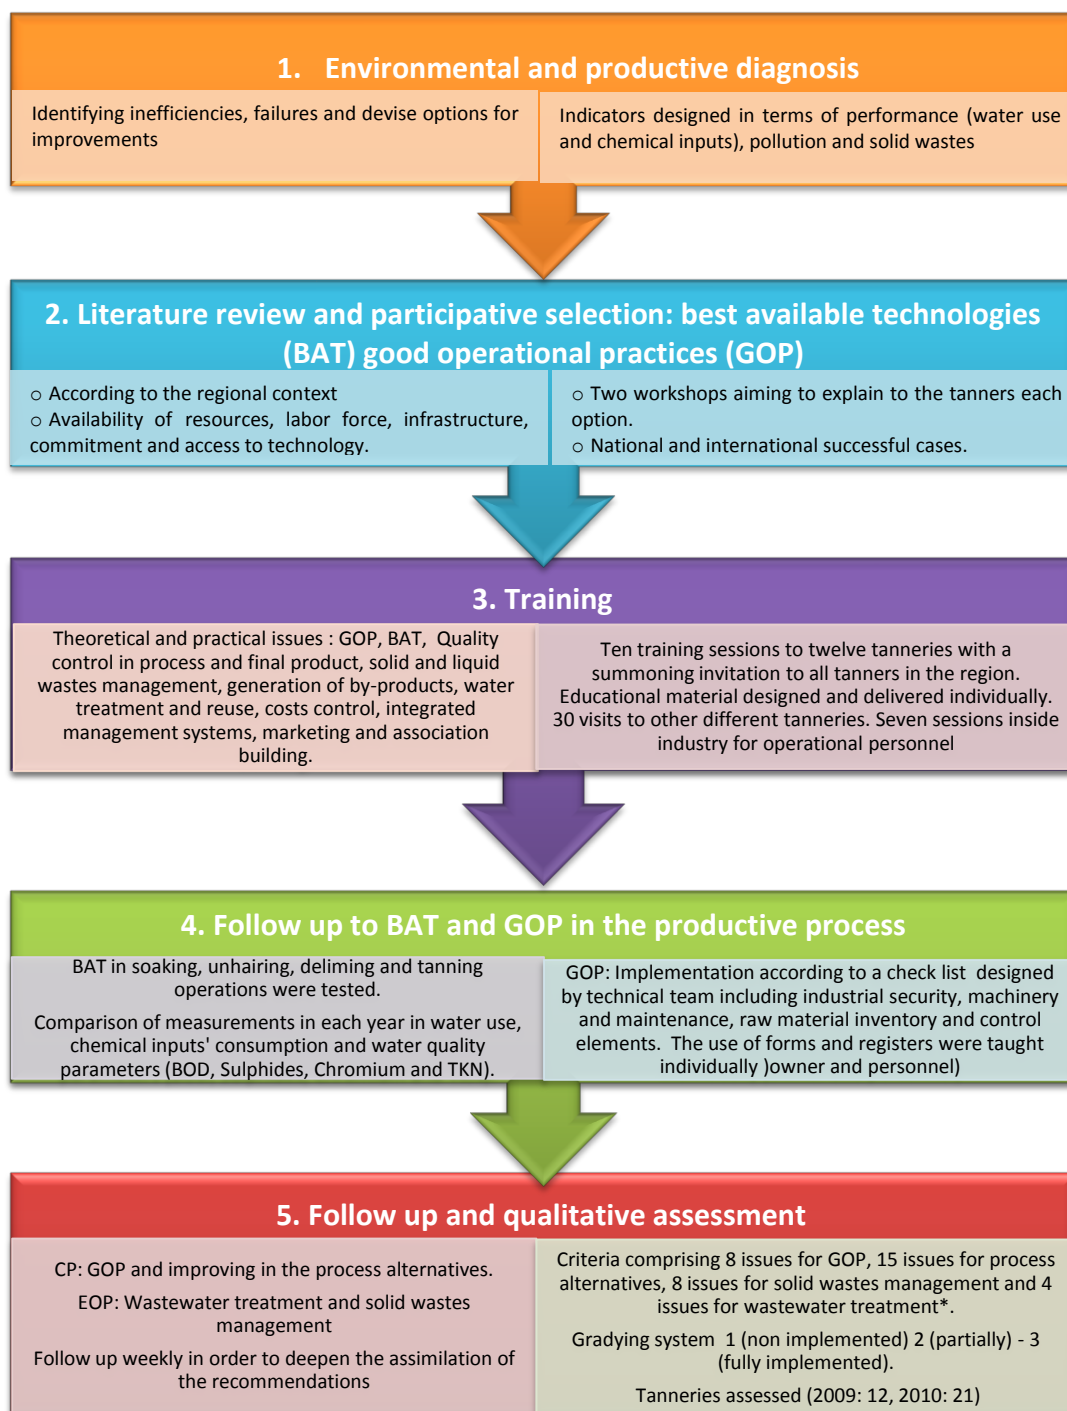 1. Environmental and productive diagnosis
Identifying inefficiencies, failures and devise options for
improvements
Indicators designed in terms of performance (water use
and chemical inputs), pollution and solid wastes
2. Literature review and participative selection: best available technologies
(BAT) good operational practices (GOP)
o According to the regional context
o Availability of resources, labor force, infrastructure,
commitment and access to technology.
o Two workshops aiming to explain to the tanners each
option.
o National and international successful cases.
3. Training
Theoretical and practical issues : GOP, BAT, Quality
control in process and final product, solid and liquid
wastes management, generation of by-products, water
treatment and reuse, costs control, integrated
management systems, marketing and association
building.
Ten training sessions to twelve tanneries with a
summoning invitation to all tanners in the region.
Educational material designed and delivered individually.
30 visits to other different tanneries. Seven sessions inside
industry for operational personnel
4. Follow up to BAT and GOP in the productive process
BAT in soaking, unhairing, deliming and tanning
operations were tested.
Comparison of measurements in each year in water use,
chemical inputs' consumption and water quality
parameters (BOD, Sulphides, Chromium and TKN).
GOP: Implementation according to a check list designed
by technical team including industrial security, machinery
and maintenance, raw material inventory and control
elements. The use of forms and registers were taught
individually )owner and personnel)
5. Follow up and qualitative assessment
CP: GOP and improving in the process alternatives.
EOP: Wastewater treatment and solid wastes
management
Follow up weekly in order to deepen the assimilation of
the recommendations
Criteria comprising 8 issues for GOP, 15 issues for process
alternatives, 8 issues for solid wastes management and 4
issues for wastewater treatment*.
Gradying system 1 (non implemented) 2 (partially) - 3
(fully implemented).
Tanneries assessed (2009: 12, 2010: 21)